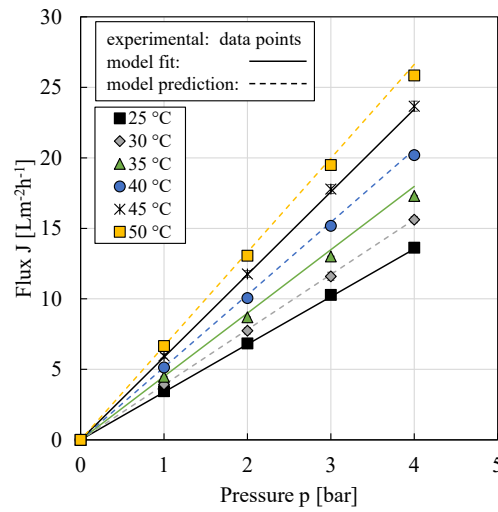 30
25
20
15
10
5
0
Flux J [Lm-2h-1]
experimental: data points
model fit:
model prediction:
25 °C
30 °C
35 °C
40 °C
45 °C
50 °C
0 1 2 3 4 5
Pressure p [bar]